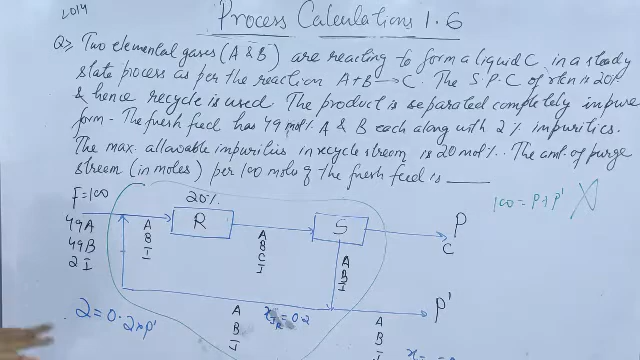 2014
Process Calculations 1.6
Q> Two elemental gases (A & B) are reacting to form a liquid C in a steady
state process as per the reaction A+B → C. The S.P.C of rxn is 20%
& hence recycle is used. The product is separated completely in pure
form. The fresh feed has 49 mol% A & B each along with 2% impurities.
The max. allowable impurities in recycle stream is 20 mol%. The amt. of purge
stream (in moles) per 100 moles of the fresh feed is ____
100 = P + P'
F=100
20%
49A
49B
2I
A
B
I
R
A
B
C
I
S
P
C
A
B
I
P'
2 = 0.2 × P'
A
B
I
x_IR = 0.2
A
B
I